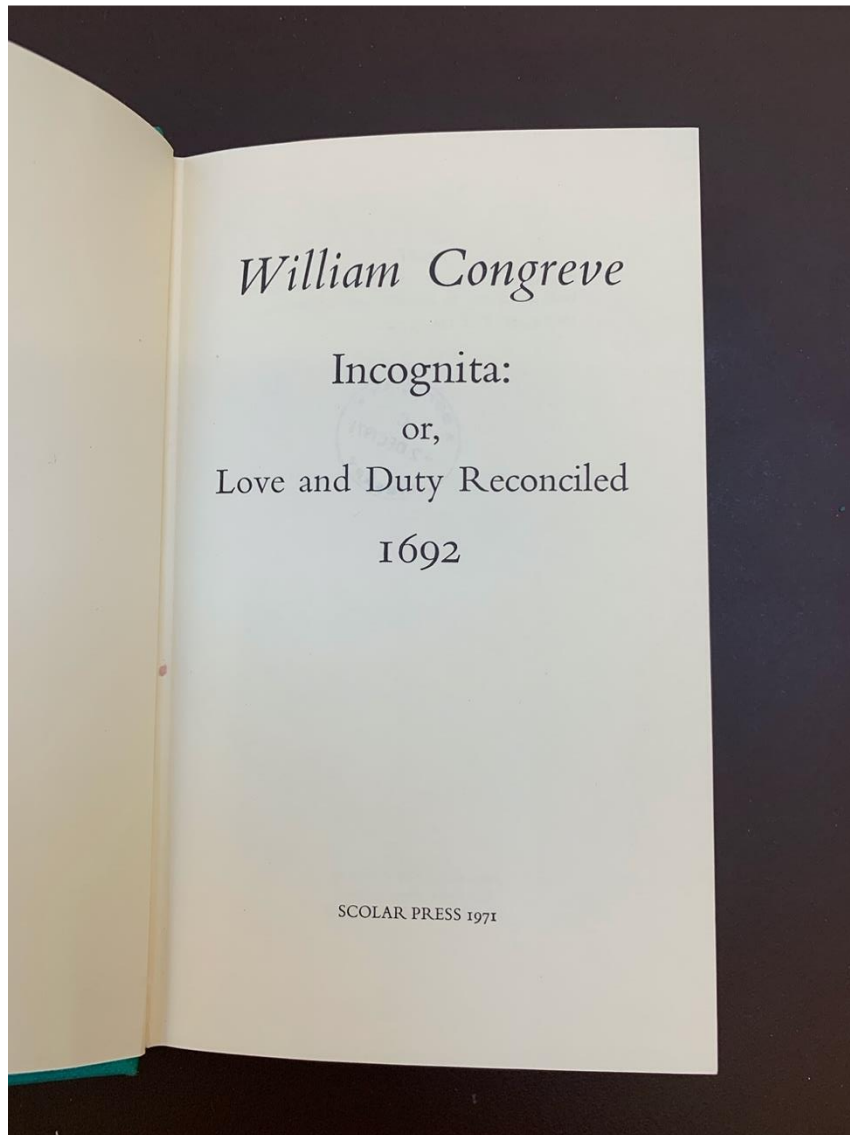 William Congreve
Incognita:
or,
Love and Duty Reconciled
1692
SCOLAR PRESS 1971